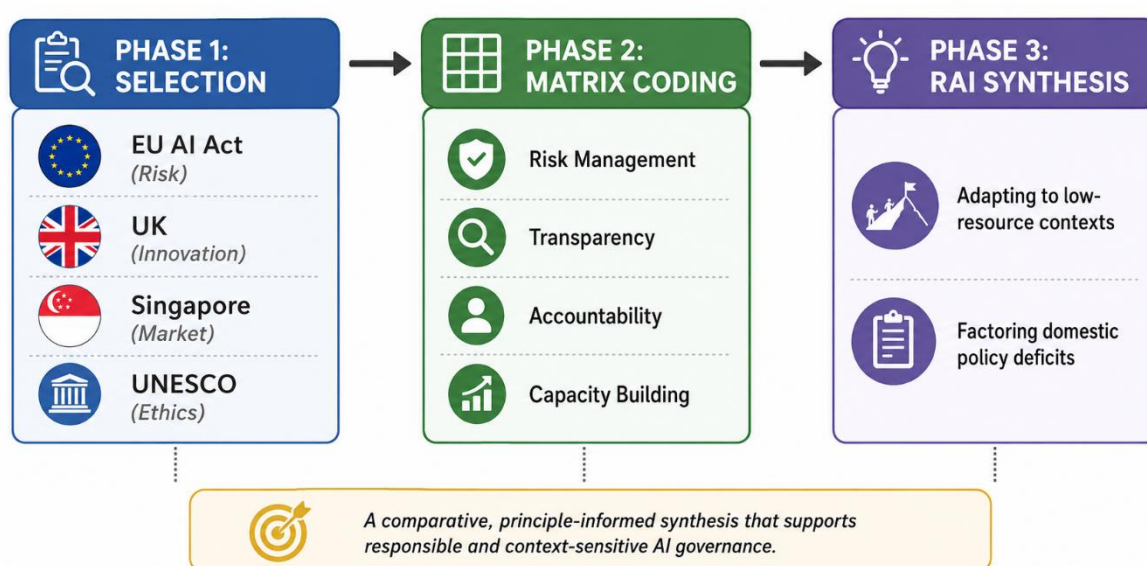 PHASE 1:
SELECTION
EU AI Act
(Risk)
UK
(Innovation)
Singapore
(Market)
UNESCO
(Ethics)
PHASE 2:
MATRIX CODING
Risk Management
Transparency
Accountability
Capacity Building
PHASE 3:
RAI SYNTHESIS
Adapting to low-
resource contexts
Factoring domestic
policy deficits
A comparative, principle-informed synthesis that supports
responsible and context-sensitive AI governance.